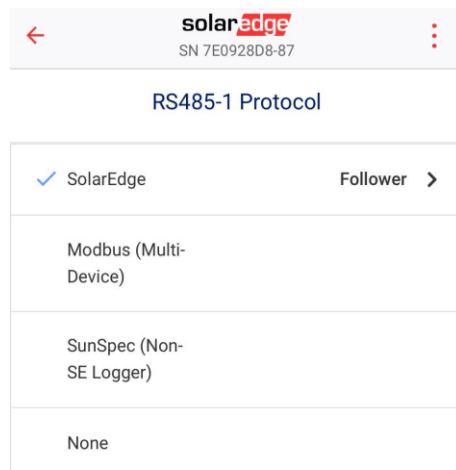 solaredge
SN 7E0928D8-87
RS485-1 Protocol
SolarEdge Follower
Modbus (Multi-
Device)
SunSpec (Non-
SE Logger)
None